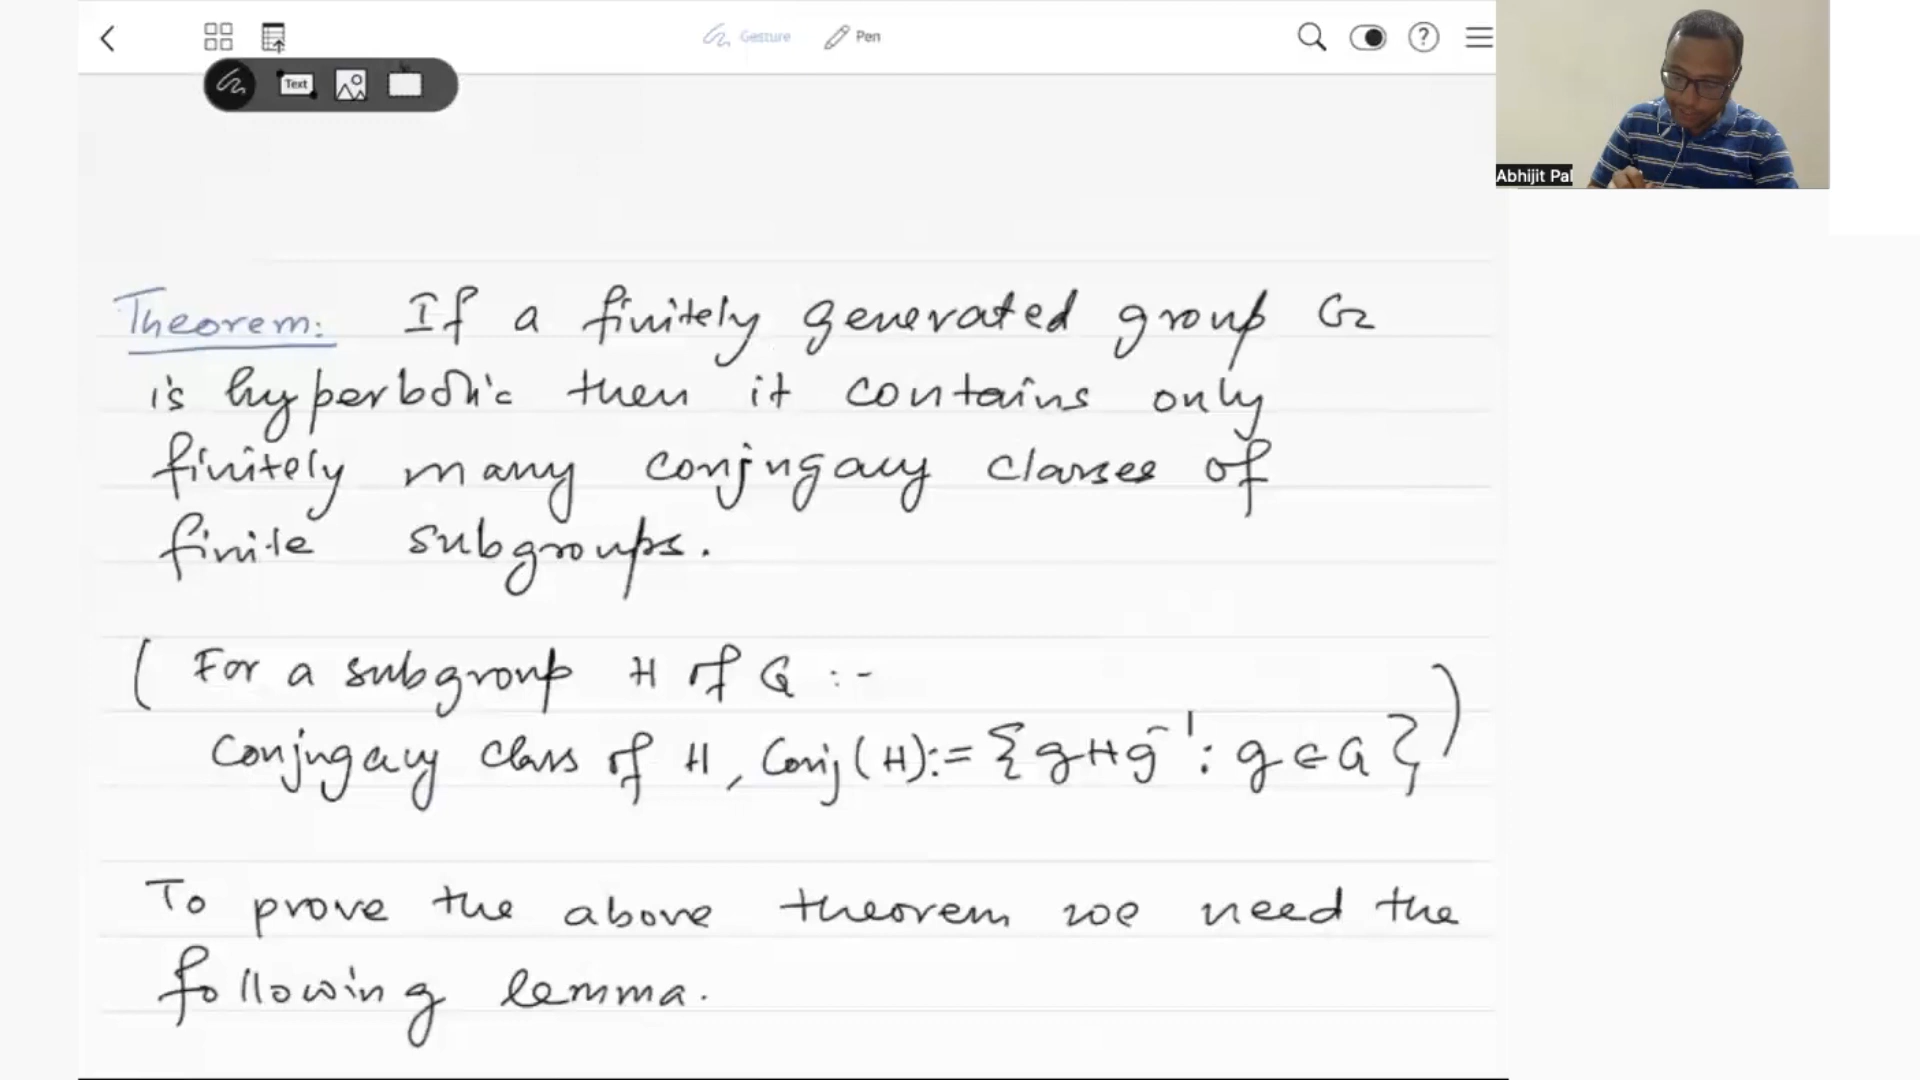 Gesture Pen
Text
Abhijit Pal
Theorem: If a finitely generated group G
is hyperbolic then it contains only
finitely many conjugacy classes of
finite subgroups.
( For a subgroup H of G :-
Conjugacy class of H, Conj(H):= {gHg⁻¹: g ∈ G} )
To prove the above theorem we need the
following lemma.